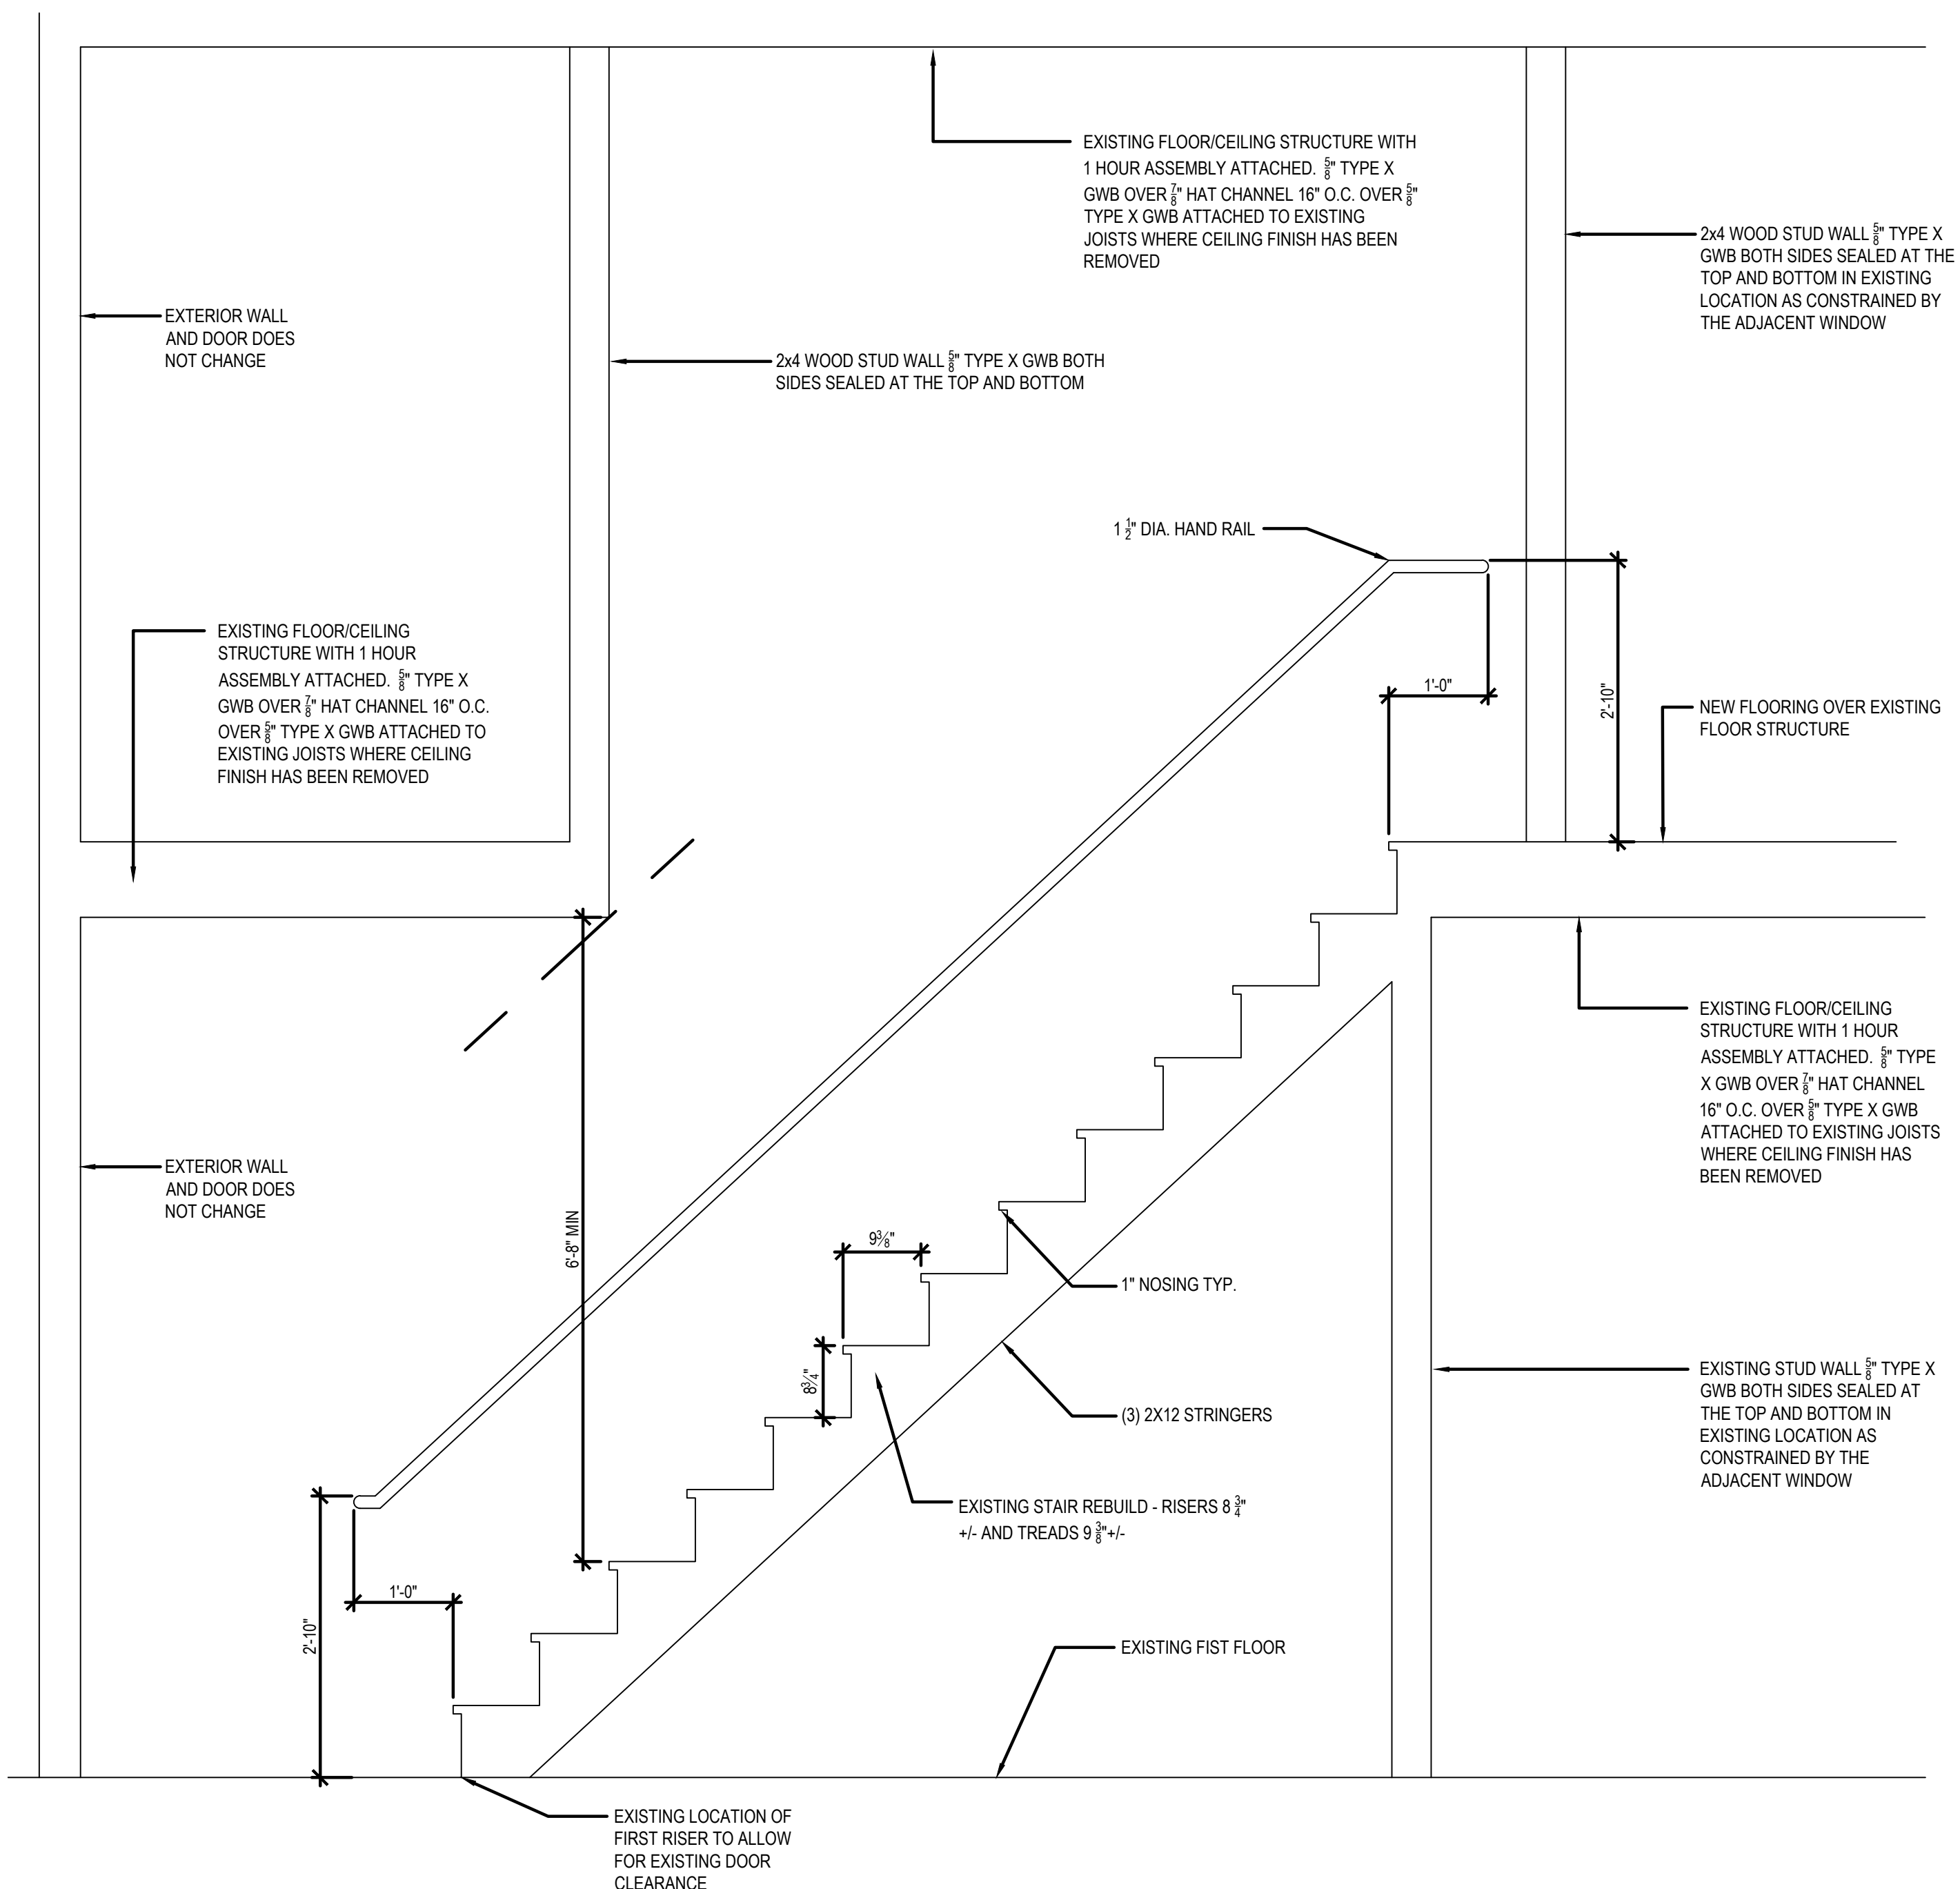 EXISTING FLOOR/CEILING STRUCTURE WITH
1 HOUR ASSEMBLY ATTACHED. 5/8" TYPE X
GWB OVER 7/8" HAT CHANNEL 16" O.C. OVER 5/8"
TYPE X GWB ATTACHED TO EXISTING
JOISTS WHERE CEILING FINISH HAS BEEN
REMOVED
2x4 WOOD STUD WALL 5/8" TYPE X
GWB BOTH SIDES SEALED AT THE
TOP AND BOTTOM IN EXISTING
LOCATION AS CONSTRAINED BY
THE ADJACENT WINDOW
EXTERIOR WALL
AND DOOR DOES
NOT CHANGE
2x4 WOOD STUD WALL 5/8" TYPE X GWB BOTH
SIDES SEALED AT THE TOP AND BOTTOM
1 1/2" DIA. HAND RAIL
EXISTING FLOOR/CEILING
STRUCTURE WITH 1 HOUR
ASSEMBLY ATTACHED. 5/8" TYPE X
GWB OVER 7/8" HAT CHANNEL 16" O.C.
OVER 5/8" TYPE X GWB ATTACHED TO
EXISTING JOISTS WHERE CEILING
FINISH HAS BEEN REMOVED
1'-0"
2'-10"
NEW FLOORING OVER EXISTING
FLOOR STRUCTURE
EXISTING FLOOR/CEILING
STRUCTURE WITH 1 HOUR
ASSEMBLY ATTACHED. 5/8" TYPE
X GWB OVER 7/8" HAT CHANNEL
16" O.C. OVER 5/8" TYPE X GWB
ATTACHED TO EXISTING JOISTS
WHERE CEILING FINISH HAS
BEEN REMOVED
EXTERIOR WALL
AND DOOR DOES
NOT CHANGE
6'-8" MIN
9 3/8"
1" NOSING TYP.
8 3/4"
(3) 2X12 STRINGERS
EXISTING STUD WALL 5/8" TYPE X
GWB BOTH SIDES SEALED AT
THE TOP AND BOTTOM IN
EXISTING LOCATION AS
CONSTRAINED BY THE
ADJACENT WINDOW
EXISTING STAIR REBUILD - RISERS 8 3/4"
+/- AND TREADS 9 3/8"+/-
1'-0"
2'-10"
EXISTING FIST FLOOR
EXISTING LOCATION OF
FIRST RISER TO ALLOW
FOR EXISTING DOOR
CLEARANCE